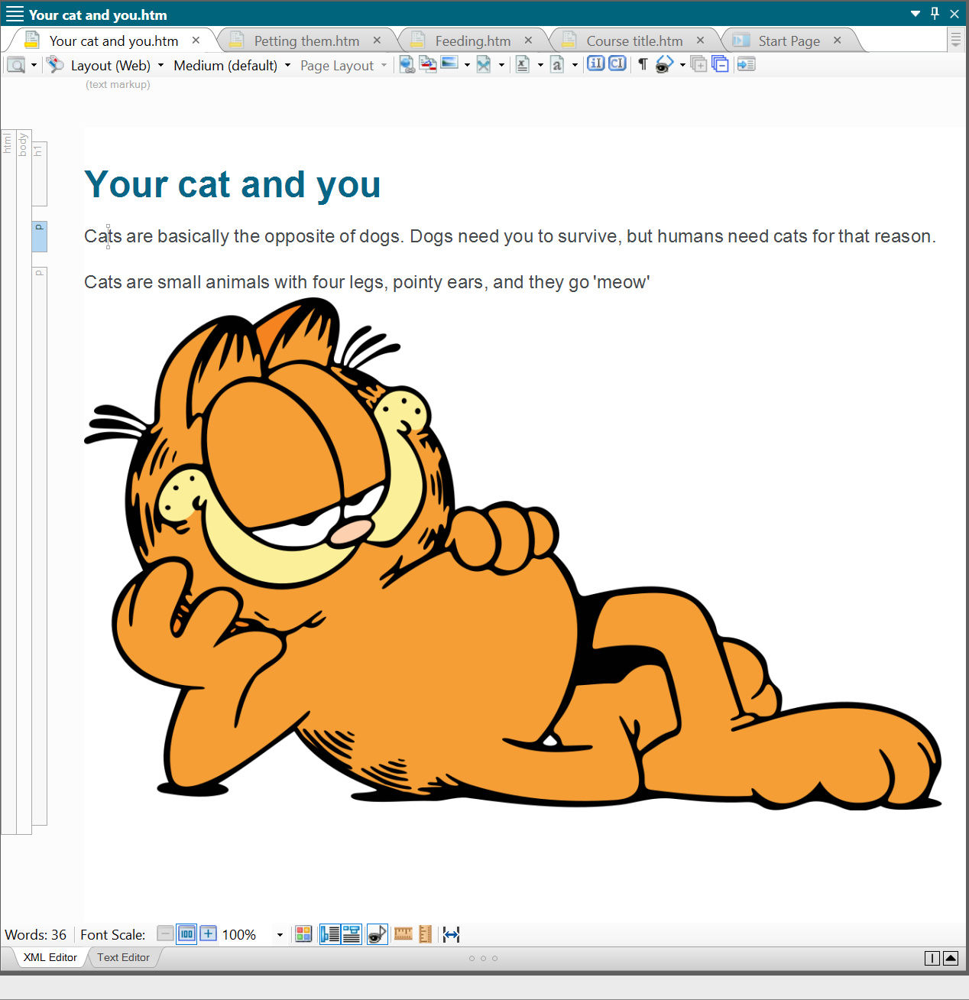 Your cat and you.htm
Your cat and you.htm
Petting them.htm
Feeding.htm
Course title.htm
Start Page
Layout (Web)
Medium (default)
Page Layout
(text markup)
html
body
h1
Your cat and you
p
Cats are basically the opposite of dogs. Dogs need you to survive, but humans need cats for that reason.
p
Cats are small animals with four legs, pointy ears, and they go 'meow'
Words: 36
Font Scale:
100
100%
XML Editor
Text Editor